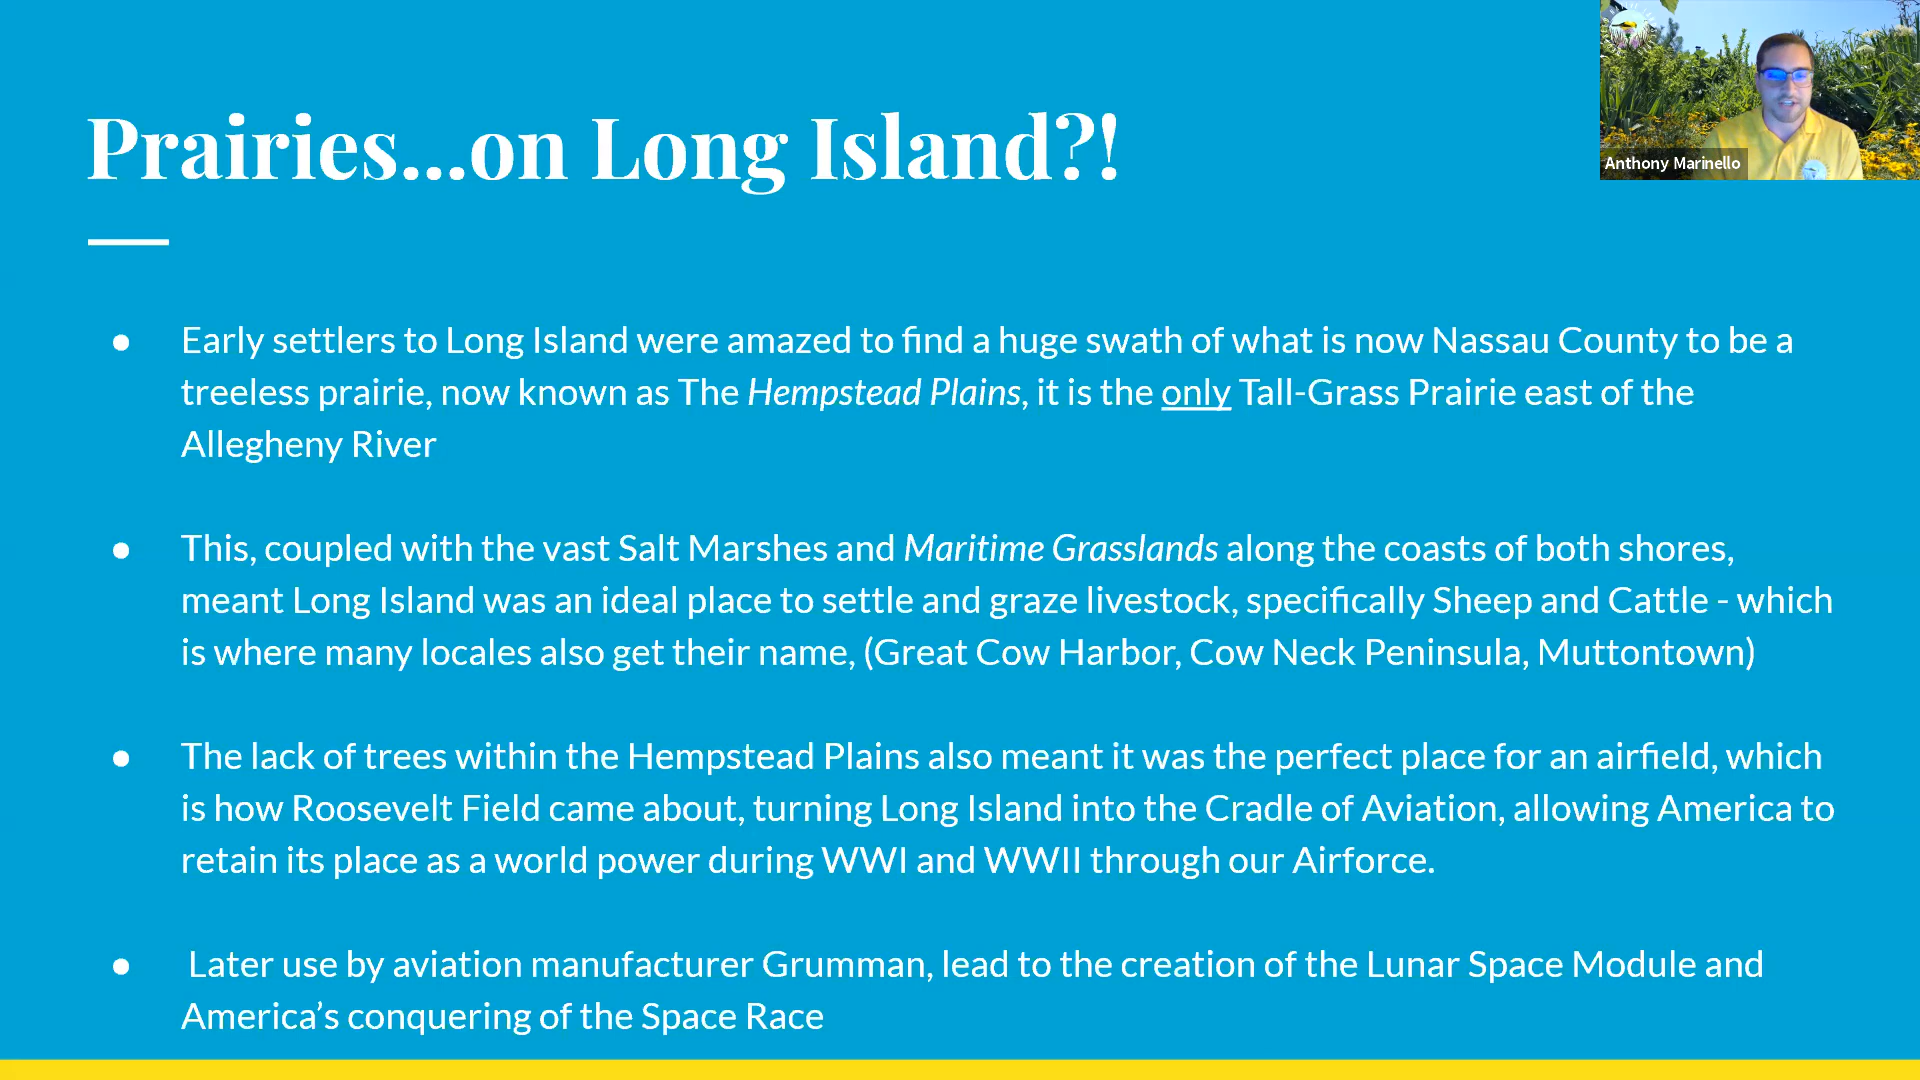 Prairies...on Long Island?!
Anthony Marinello
● Early settlers to Long Island were amazed to find a huge swath of what is now Nassau County to be a
treeless prairie, now known as The Hempstead Plains, it is the only Tall-Grass Prairie east of the
Allegheny River
● This, coupled with the vast Salt Marshes and Maritime Grasslands along the coasts of both shores,
meant Long Island was an ideal place to settle and graze livestock, specifically Sheep and Cattle - which
is where many locales also get their name, (Great Cow Harbor, Cow Neck Peninsula, Muttontown)
● The lack of trees within the Hempstead Plains also meant it was the perfect place for an airfield, which
is how Roosevelt Field came about, turning Long Island into the Cradle of Aviation, allowing America to
retain its place as a world power during WWI and WWII through our Airforce.
● Later use by aviation manufacturer Grumman, lead to the creation of the Lunar Space Module and
America’s conquering of the Space Race